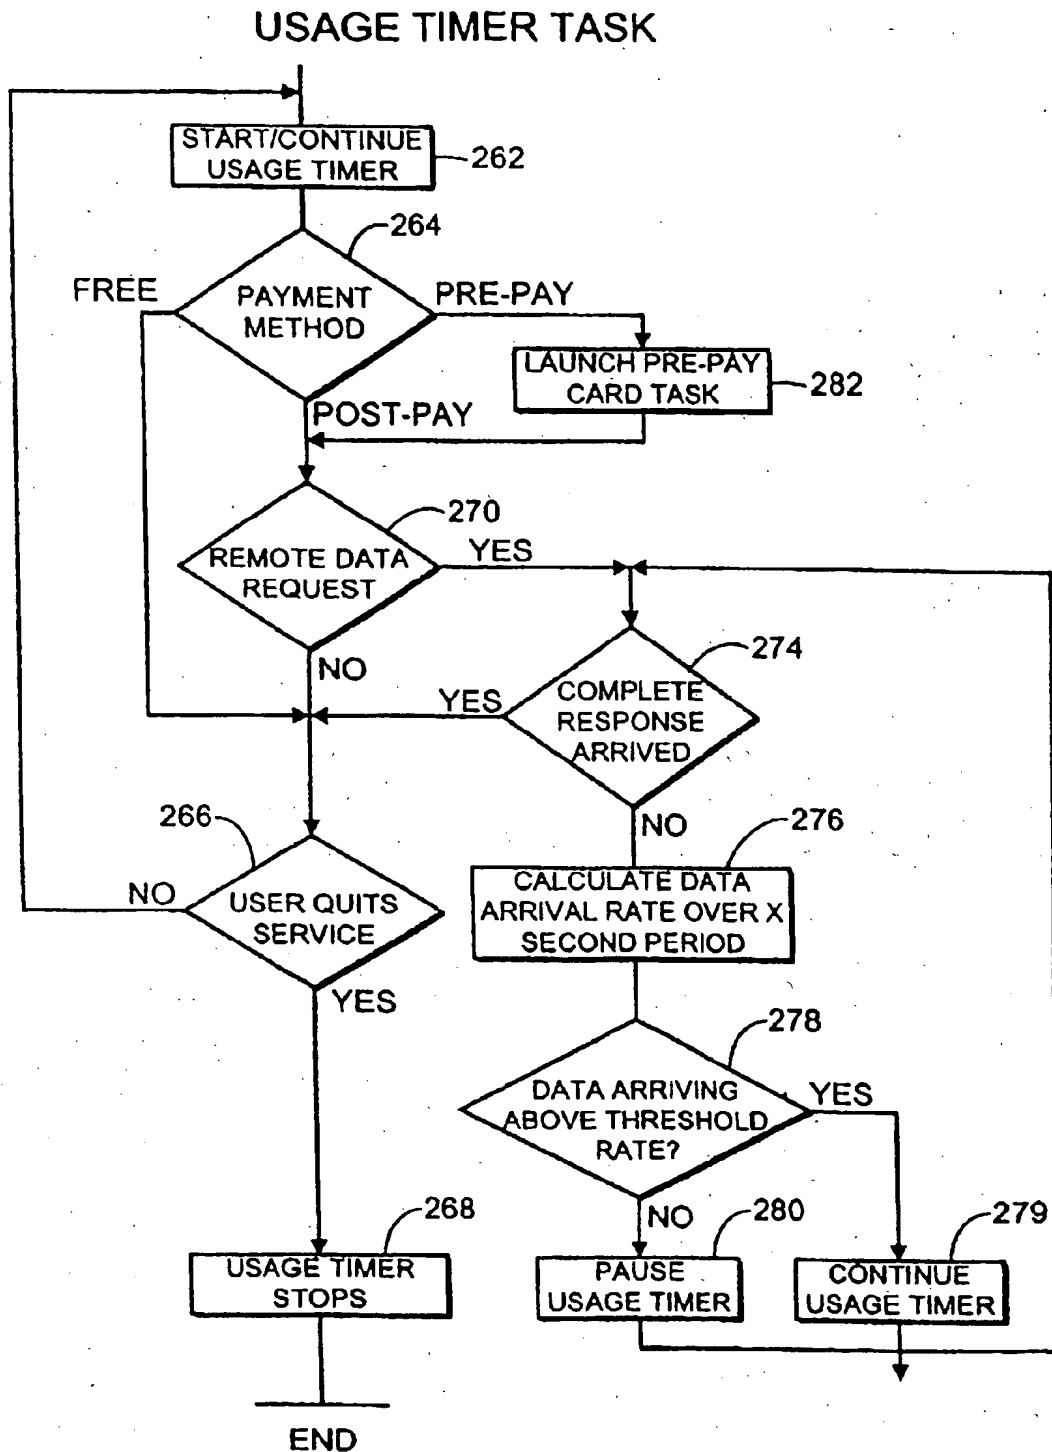 USAGE TIMER TASK
START/CONTINUE
USAGE TIMER
262
264
FREE
PAYMENT
METHOD
PRE-PAY
LAUNCH PRE-PAY
CARD TASK
282
POST-PAY
270
REMOTE DATA
REQUEST
YES
NO
274
YES
COMPLETE
RESPONSE
ARRIVED
NO
266
NO
USER QUITS
SERVICE
YES
276
CALCULATE DATA
ARRIVAL RATE OVER X
SECOND PERIOD
278
DATA ARRIVING
ABOVE THRESHOLD
RATE?
YES
NO
268
USAGE TIMER
STOPS
280
PAUSE
USAGE TIMER
279
CONTINUE
USAGE TIMER
END